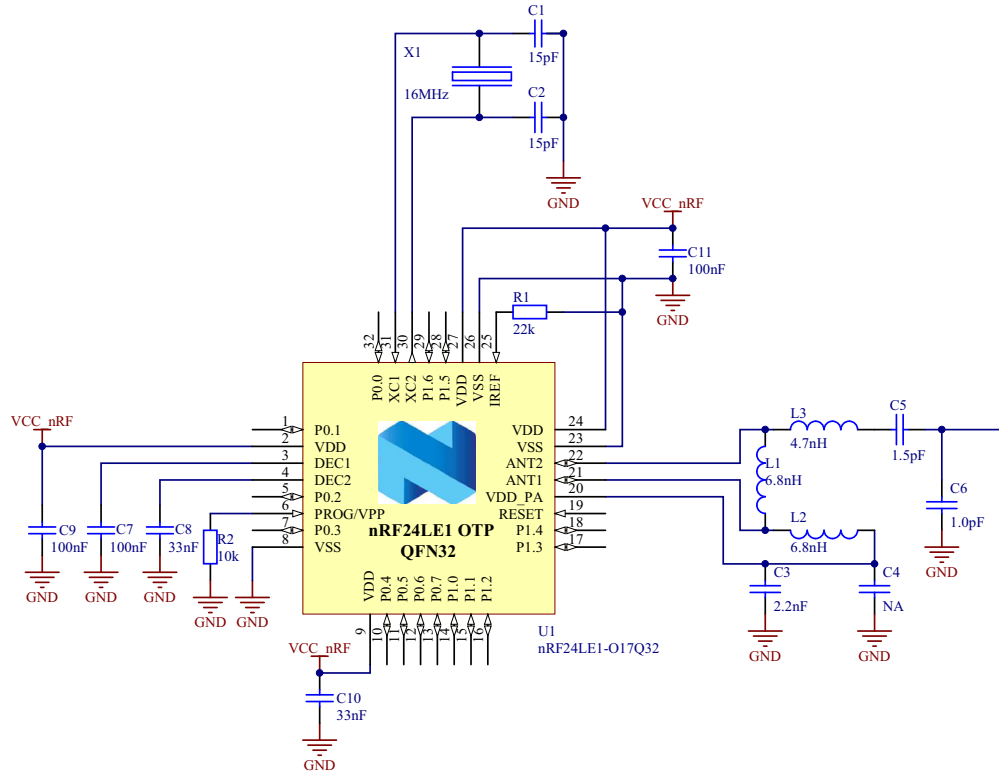 C1
15pF
X1
16MHz
C2
15pF
GND
VCC_nRF
C11
100nF
GND
R1
22k
32
31
30
29
28
27
26
25
P0.0
XC1
XC2
P1.6
P1.5
VDD
VSS
IREF
VCC_nRF
1
P0.1
2
VDD
3
DEC1
4
DEC2
5
P0.2
6
PROG/VPP
7
P0.3
8
VSS
24
VDD
23
VSS
22
ANT2
21
ANT1
20
VDD_PA
19
RESET
18
P1.4
17
P1.3
nRF24LE1 OTP
QFN32
C9
100nF
GND
C7
100nF
GND
C8
33nF
GND
R2
10k
GND
GND
VDD
P0.4
P0.5
P0.6
P0.7
P1.0
P1.1
P1.2
9
10
11
12
13
14
15
16
VCC_nRF
C10
33nF
GND
U1
nRF24LE1-O17Q32
L3
4.7nH
C5
1.5pF
L1
6.8nH
L2
6.8nH
C6
1.0pF
GND
C3
2.2nF
GND
C4
NA
GND